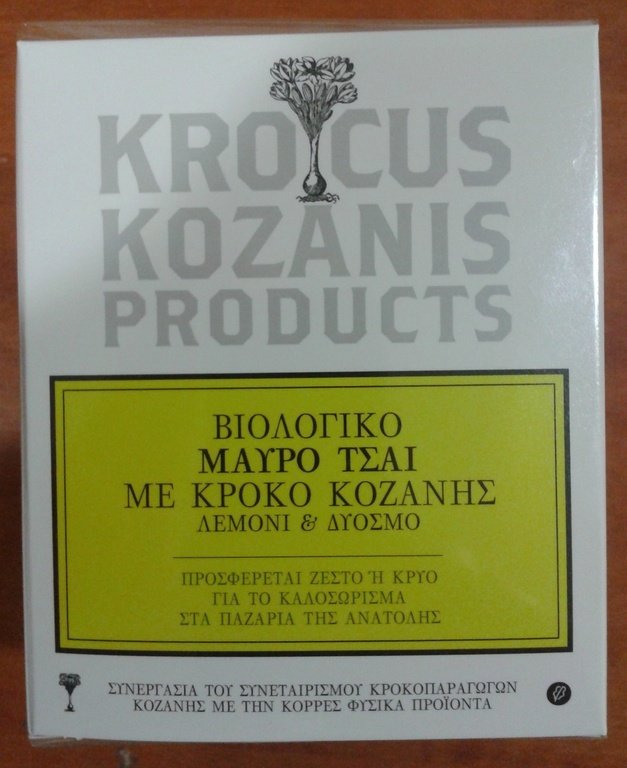 KROCUS
KOZANIS
PRODUCTS
ΒΙΟΛΟΓΙΚΟ
ΜΑΥΡΟ ΤΣΑΙ
ΜΕ ΚΡΟΚΟ ΚΟΖΑΝΗΣ
ΛΕΜΟΝΙ & ΔΥΟΣΜΟ
ΠΡΟΣΦΕΡΕΤΑΙ ΖΕΣΤΟ Ή ΚΡΥΟ
ΓΙΑ ΤΟ ΚΑΛΟΣΩΡΙΣΜΑ
ΣΤΑ ΠΑΖΑΡΙΑ ΤΗΣ ΑΝΑΤΟΛΗΣ
ΣΥΝΕΡΓΑΣΙΑ ΤΟΥ ΣΥΝΕΤΑΙΡΙΣΜΟΥ ΚΡΟΚΟΠΑΡΑΓΩΓΩΝ
ΚΟΖΑΝΗΣ ΜΕ ΤΗΝ ΚΟΡΡΕΣ ΦΥΣΙΚΑ ΠΡΟΪΟΝΤΑ